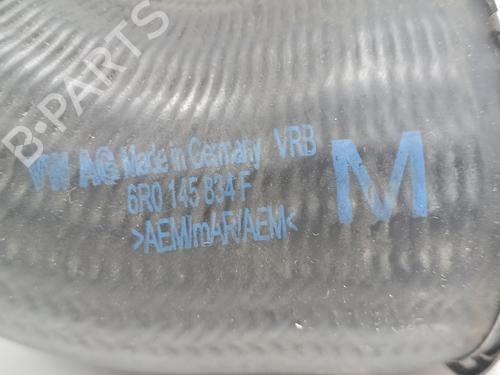 B-PARTS
VW AG Made in Germany VRB
6R0 145 834 F
>AEM/mAR/AEM<
M